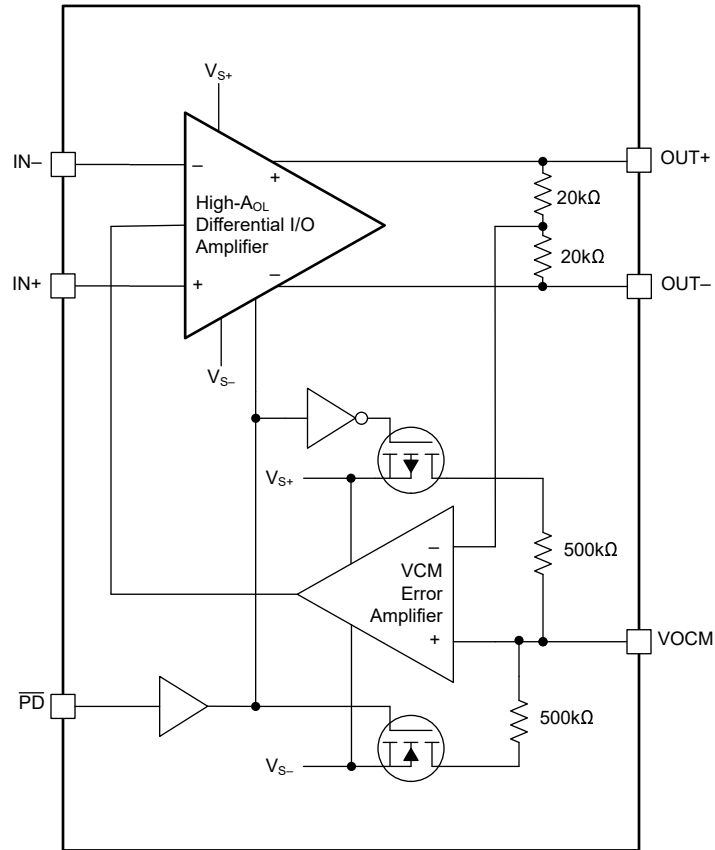 V_S+
IN–
OUT+
–
+
High-A_OL
Differential I/O
Amplifier
20kΩ
20kΩ
IN+
+
–
OUT–
V_S–
V_S+
–
500kΩ
VCM
Error
Amplifier
+
VOCM
P̅D̅
500kΩ
V_S–